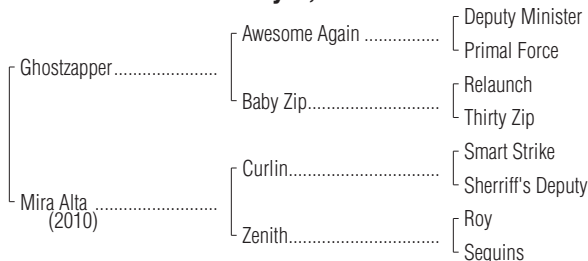 Deputy Minister
Awesome Again ................
Primal Force
Ghostzapper......................
Relaunch
Baby Zip............................
Thirty Zip
Smart Strike
Curlin................................
Sherriff's Deputy
Mira Alta ..........................
(2010)
Roy
Zenith................................
Sequins